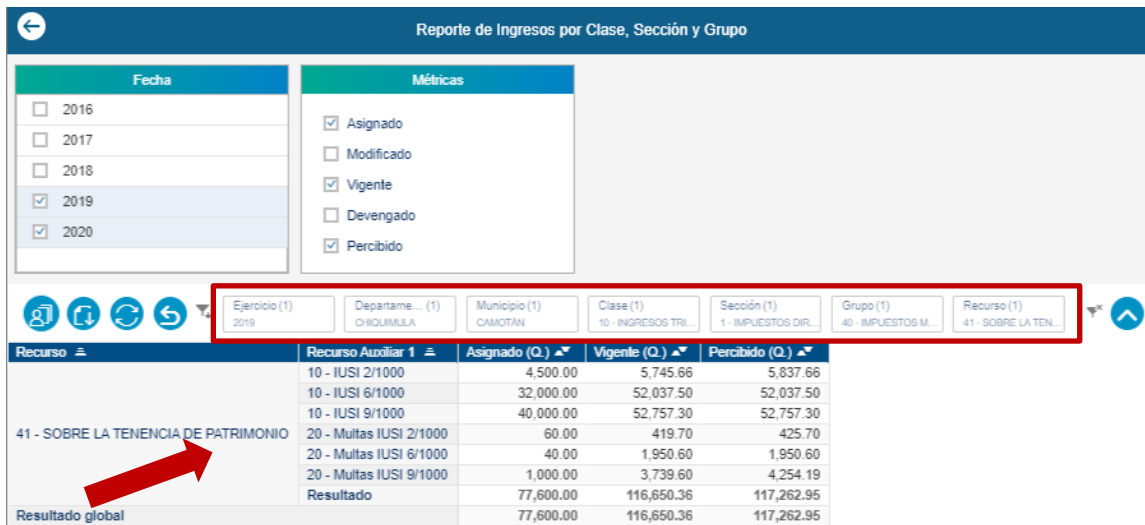 Reporte de Ingresos por Clase, Sección y Grupo
Fecha
2016
2017
2018
2019
2020
Métricas
Asignado
Modificado
Vigente
Devengado
Percibido
Ejercicio (1) Departame... (1) Municipio (1) Clase (1) Sección (1) Grupo (1) Recurso (1)
2019 CHIQUIMULA CAMOTÁN 10 - INGRESOS TRI... 1 - IMPUESTOS DIR... 40 - IMPUESTOS M... 41 - SOBRE LA TEN...
Recurso Recurso Auxiliar 1 Asignado (Q.) Vigente (Q.) Percibido (Q.)
10 - IUSI 2/1000 4,500.00 5,745.66 5,837.66
10 - IUSI 6/1000 32,000.00 52,037.50 52,037.50
10 - IUSI 9/1000 40,000.00 52,757.30 52,757.30
41 - SOBRE LA TENENCIA DE PATRIMONIO 20 - Multas IUSI 2/1000 60.00 419.70 425.70
20 - Multas IUSI 6/1000 40.00 1,950.60 1,950.60
20 - Multas IUSI 9/1000 1,000.00 3,739.60 4,254.19
Resultado 77,600.00 116,650.36 117,262.95
Resultado global 77,600.00 116,650.36 117,262.95